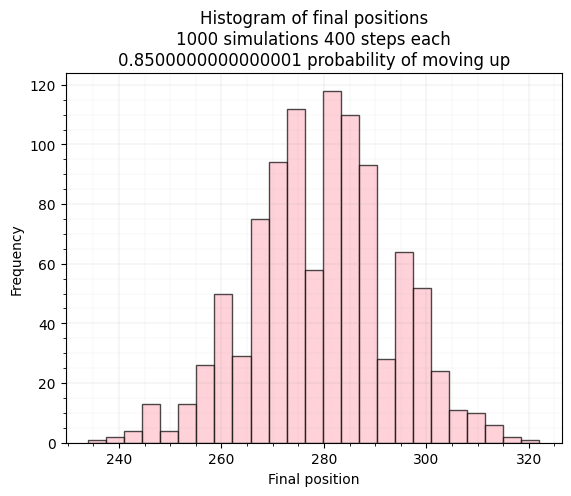 Histogram of final positions
1000 simulations 400 steps each
0.8500000000000001 probability of moving up
120
100
80
60
40
20
0
Frequency
240 260 280 300 320
Final position